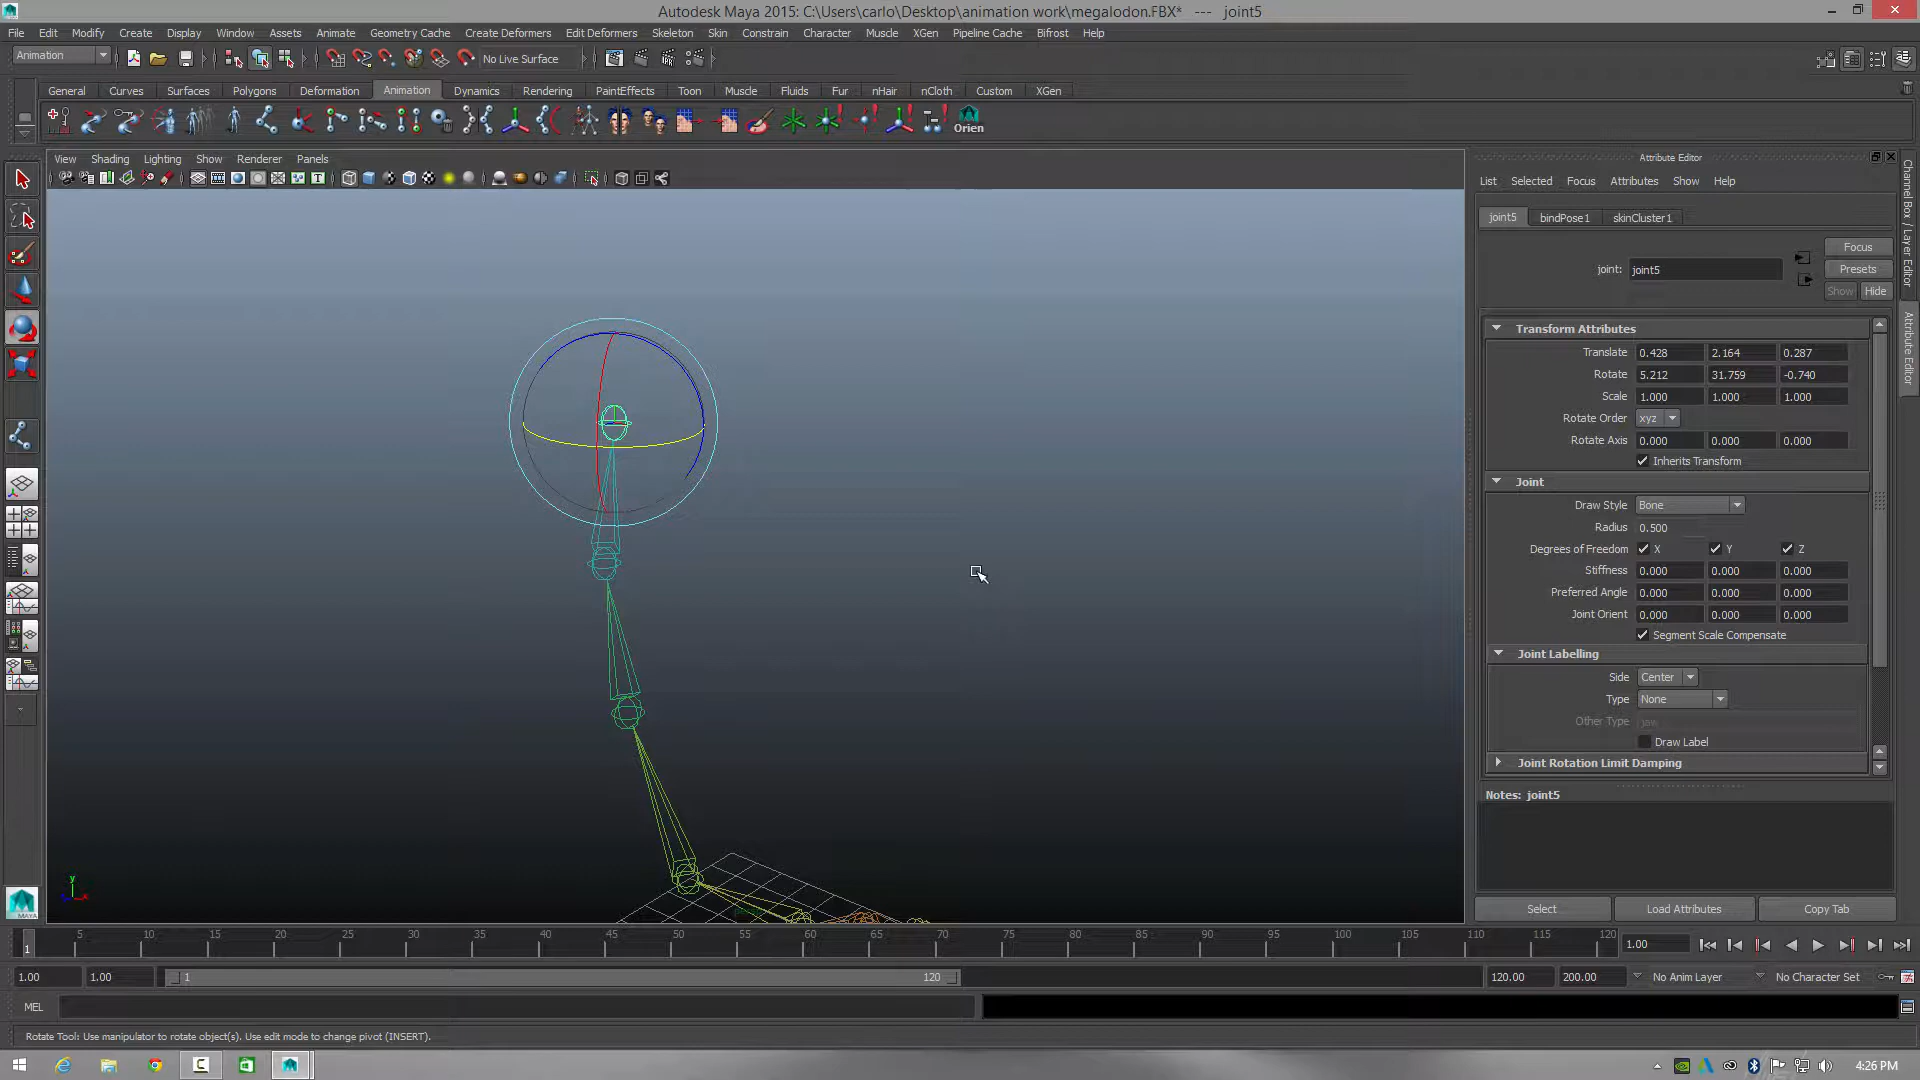 Autodesk Maya 2015: C:\Users\carlo\Desktop\animation work\megalodon.FBX*   ---   joint5
File Edit Modify Create Display Window Assets Animate Geometry Cache Create Deformers Edit Deformers Skeleton Skin Constrain Character Muscle XGen Pipeline Cache Bifrost Help
Animation No Live Surface
General Curves Surfaces Polygons Deformation Animation Dynamics Rendering PaintEffects Toon Muscle Fluids Fur nHair nCloth Custom XGen
Orien
View Shading Lighting Show Renderer Panels
Attribute Editor
List Selected Focus Attributes Show Help
joint5 bindPose1 skinCluster1
Focus
joint: joint5 Presets
Show Hide
Transform Attributes
Translate 0.428 2.164 0.287
Rotate 5.212 31.759 -0.740
Scale 1.000 1.000 1.000
Rotate Order xyz
Rotate Axis 0.000 0.000 0.000
Inherits Transform
Joint
Draw Style Bone
Radius 0.500
Degrees of Freedom X Y Z
Stiffness 0.000 0.000 0.000
Preferred Angle 0.000 0.000 0.000
Joint Orient 0.000 0.000 0.000
Segment Scale Compensate
Joint Labelling
Side Center
Type None
Other Type jaw
Draw Label
Joint Rotation Limit Damping
Notes: joint5
Select Load Attributes Copy Tab
Channel Box / Layer Editor
Attribute Editor
y
x
MAYA
1 5 10 15 20 25 30 35 40 45 50 55 60 65 70 75 80 85 90 95 100 105 110 115 120 1.00
1.00 1.00 1 120 120.00 200.00 No Anim Layer No Character Set
MEL
Rotate Tool: Use manipulator to rotate object(s). Use edit mode to change pivot (INSERT).
4:26 PM